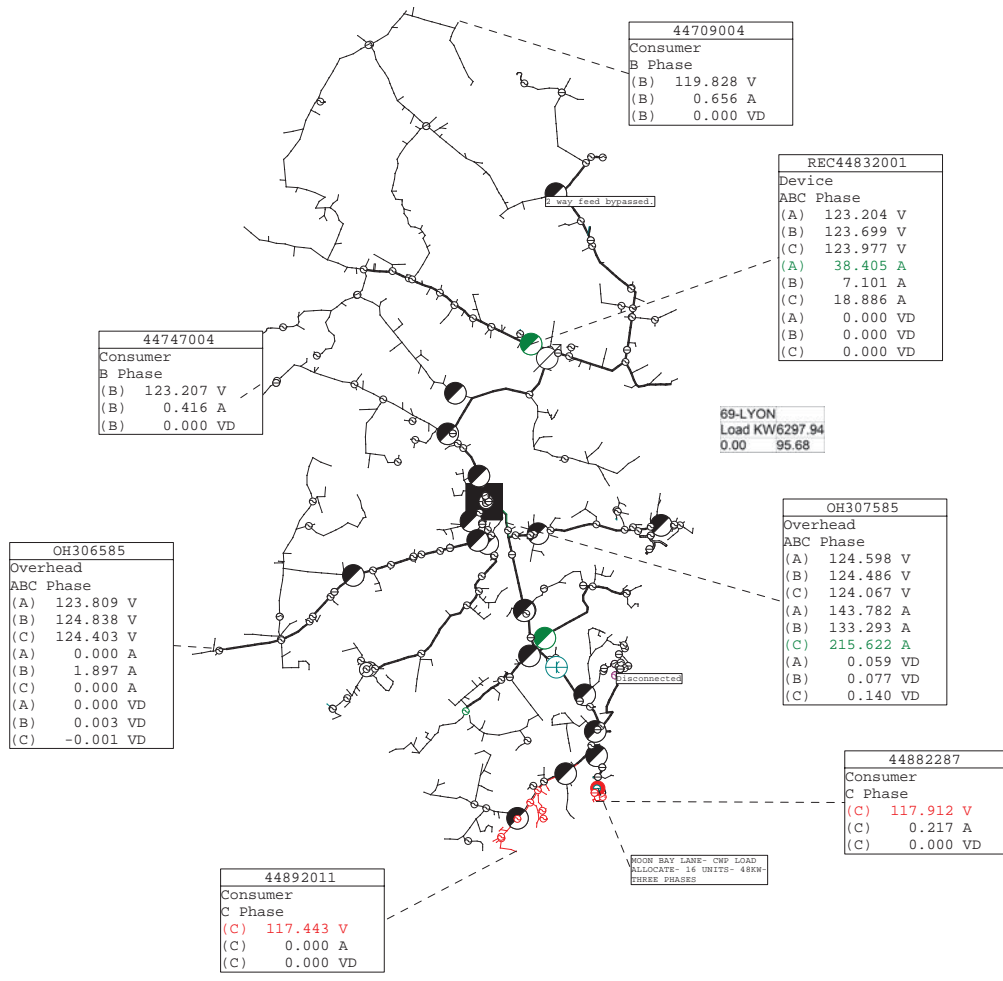 44709004
Consumer
B Phase
(B) 119.828 V
(B) 0.656 A
(B) 0.000 VD
REC44832001
Device
ABC Phase
(A) 123.204 V
(B) 123.699 V
(C) 123.977 V
(A) 38.405 A
(B) 7.101 A
(C) 18.886 A
(A) 0.000 VD
(B) 0.000 VD
(C) 0.000 VD
2 way feed bypassed.
44747004
Consumer
B Phase
(B) 123.207 V
(B) 0.416 A
(B) 0.000 VD
69-LYON
Load KW 6297.94
0.00 95.68
OH307585
Overhead
ABC Phase
(A) 124.598 V
(B) 124.486 V
(C) 124.067 V
(A) 143.782 A
(B) 133.293 A
(C) 215.622 A
(A) 0.059 VD
(B) 0.077 VD
(C) 0.140 VD
OH306585
Overhead
ABC Phase
(A) 123.809 V
(B) 124.838 V
(C) 124.403 V
(A) 0.000 A
(B) 1.897 A
(C) 0.000 A
(A) 0.000 VD
(B) 0.003 VD
(C) -0.001 VD
Disconnected
44882287
Consumer
C Phase
(C) 117.912 V
(C) 0.217 A
(C) 0.000 VD
MOON BAY LANE- CWP LOAD
ALLOCATE- 16 UNITS- 48KW-
THREE PHASES
44892011
Consumer
C Phase
(C) 117.443 V
(C) 0.000 A
(C) 0.000 VD